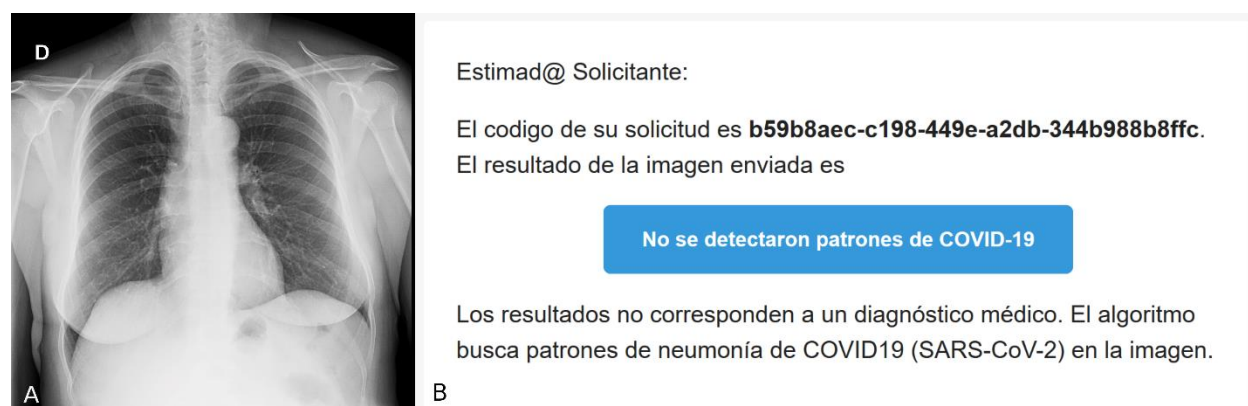 D
A
Estimad@ Solicitante:
El codigo de su solicitud es b59b8aec-c198-449e-a2db-344b988b8ffc.
El resultado de la imagen enviada es
No se detectaron patrones de COVID-19
Los resultados no corresponden a un diagnóstico médico. El algoritmo
busca patrones de neumonía de COVID19 (SARS-CoV-2) en la imagen.
B